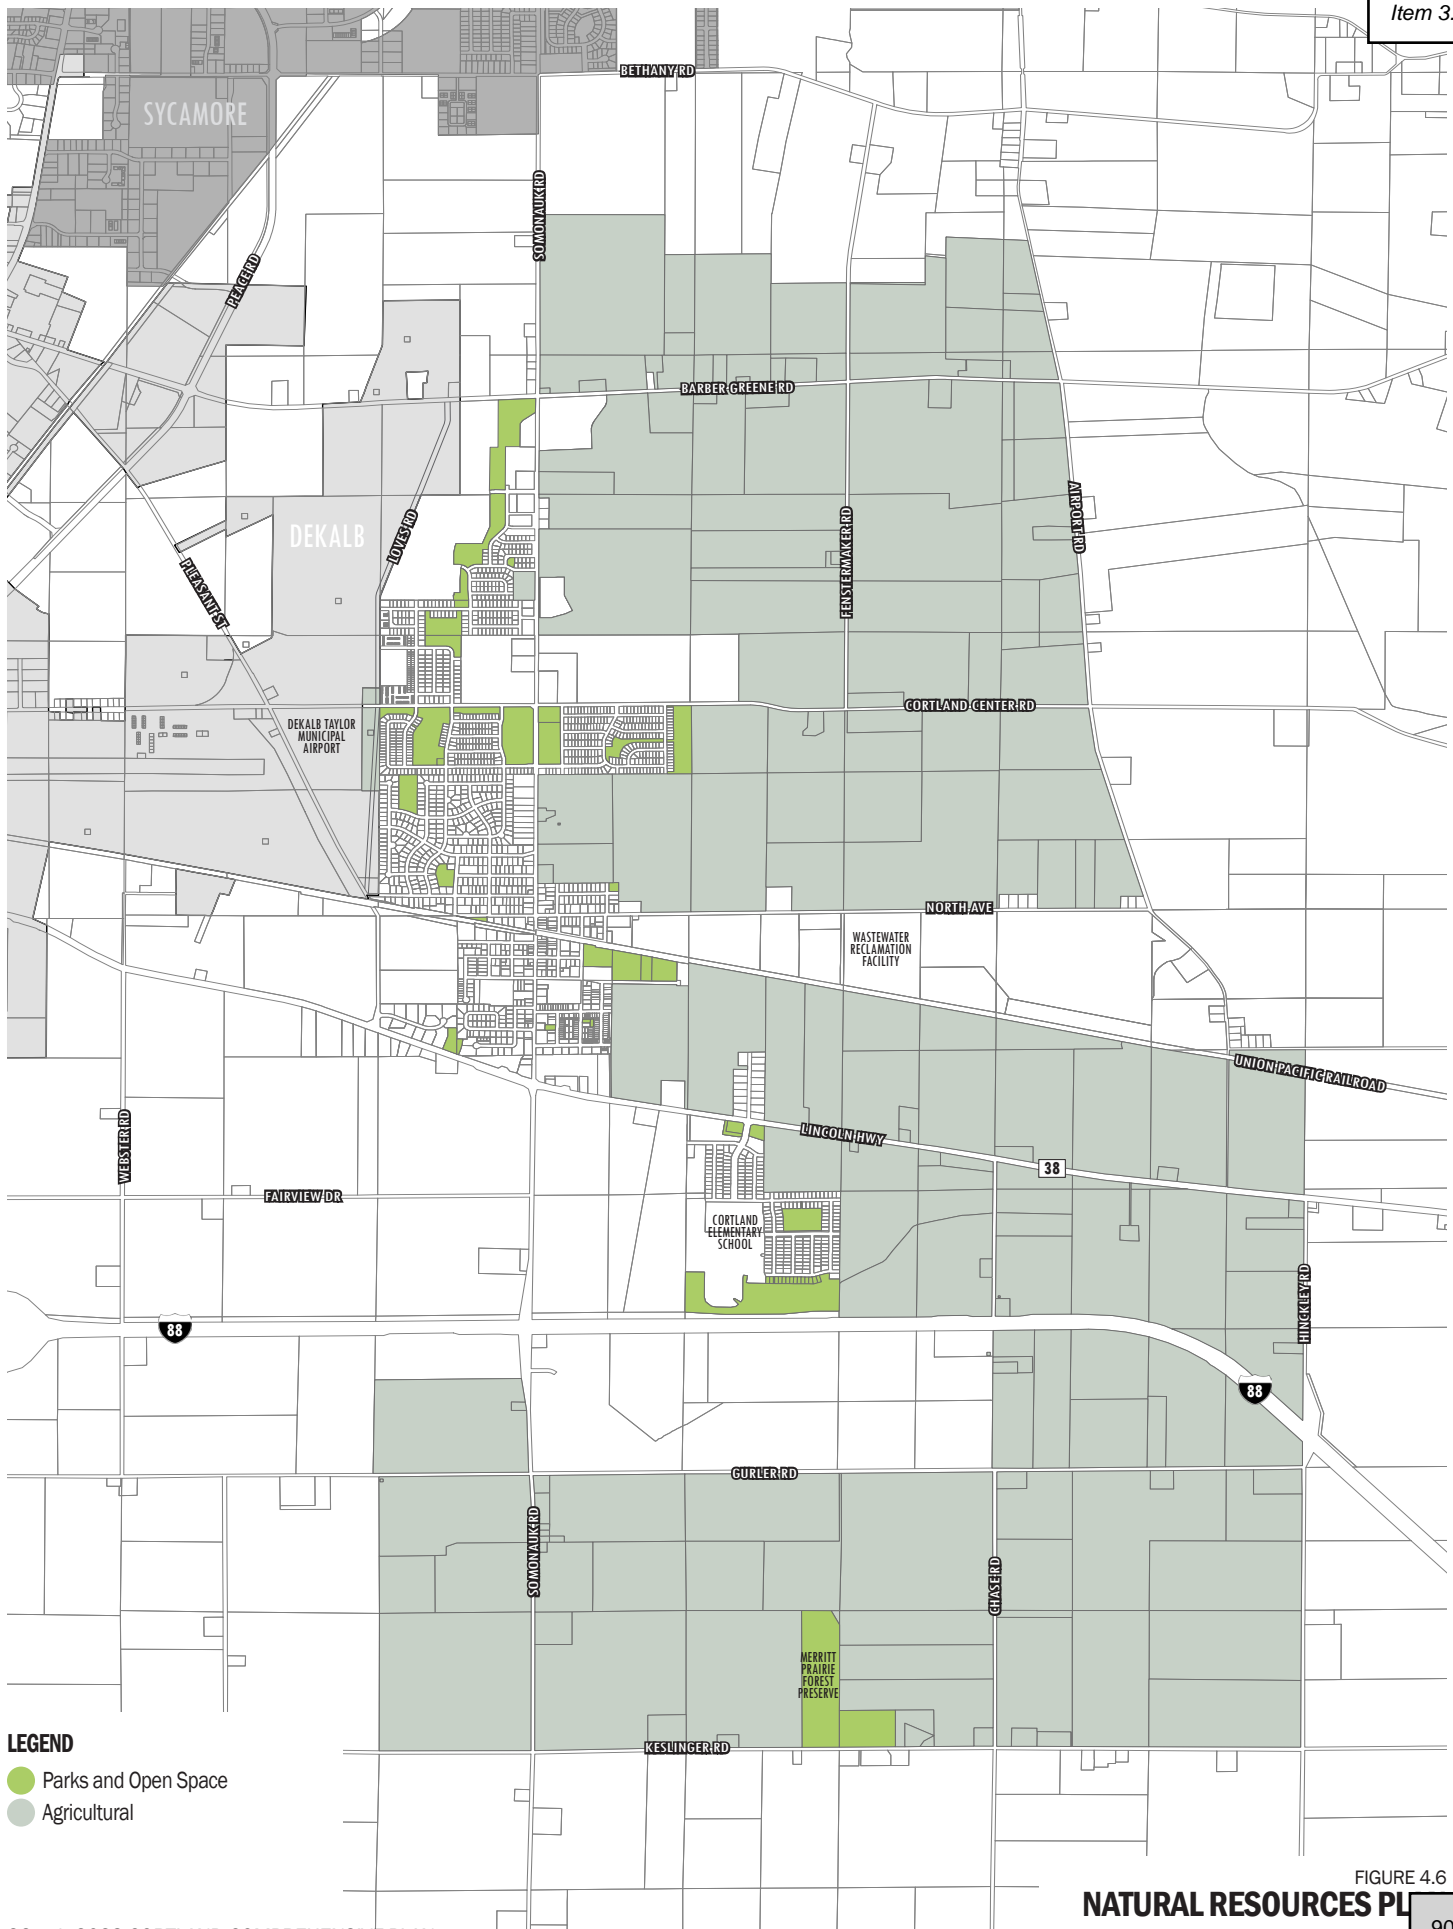 Item 3.
BETHANY RD
SYCAMORE
SOMONAUK RD
PEACE RD
BARBER GREENE RD
AIRPORT RD
FENSTERMAKER RD
LOVES RD
DEKALB
PLEASANT ST
CORTLAND CENTER RD
DEKALB TAYLOR
MUNICIPAL
AIRPORT
NORTH AVE
WASTEWATER
RECLAMATION
FACILITY
UNION PACIFIC RAILROAD
WEBSTER RD
LINCOLN HWY
38
FAIRVIEW DR
CORTLAND
ELEMENTARY
SCHOOL
HINCKLEY RD
88
88
GURLER RD
SOMONAUK RD
CHASE RD
MERRITT
PRAIRIE
FOREST
PRESERVE
KESLINGER RD
LEGEND
Parks and Open Space
Agricultural
FIGURE 4.6
NATURAL RESOURCES PL
90